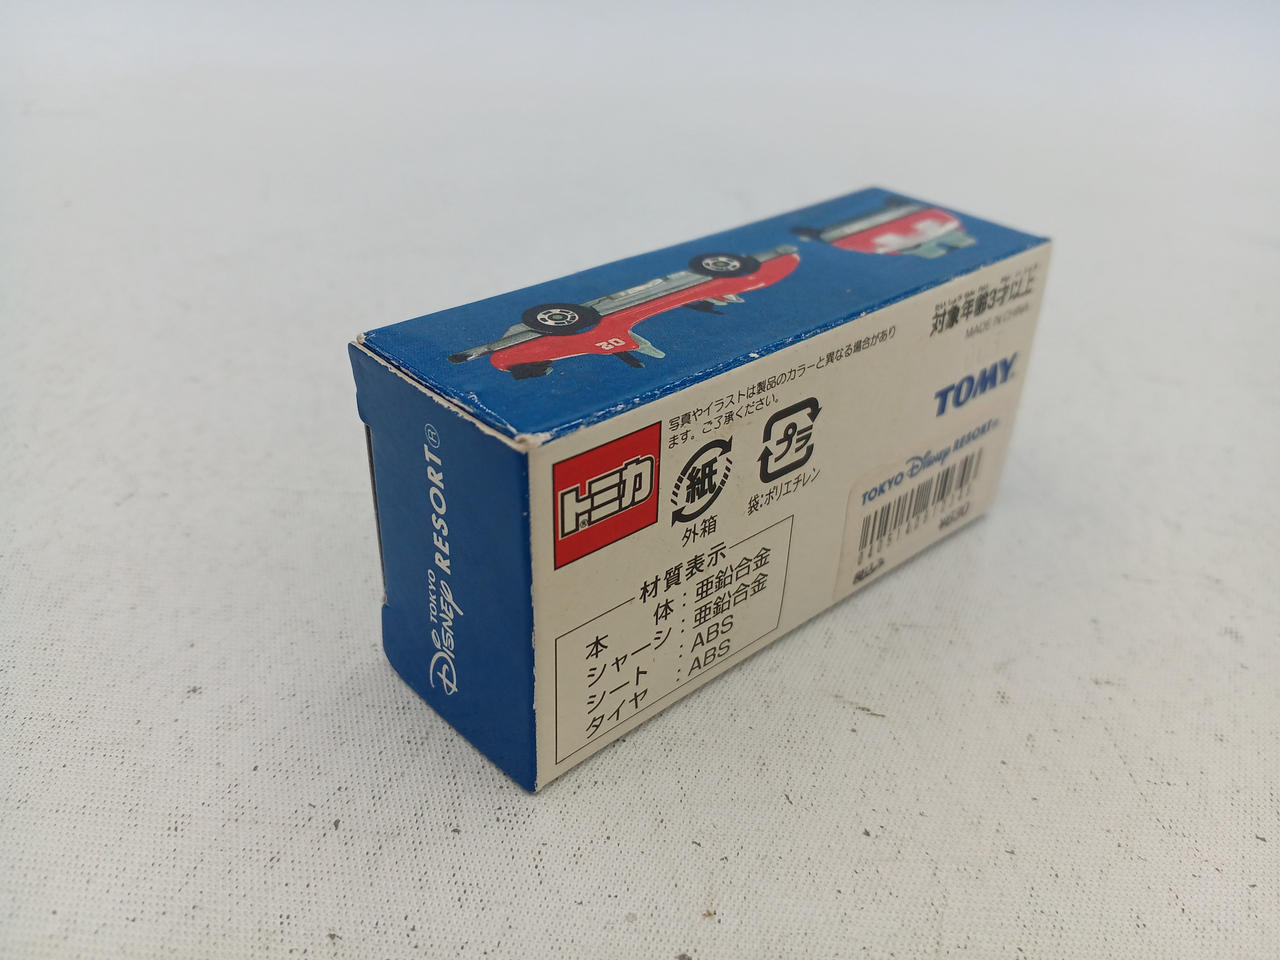 TOKYO
DISNEY RESORT®
20
写真やイラストは製品のカラーと異なる場合があり
ます。ご了承ください。
対象年齢3才以上
MADE IN CHINA
トミカ
®
紙
外箱
プラ
袋:ポリエチレン
TOMY
TOKYO Disney RESORT®
税込み
材質表示
本　体:亜鉛合金
シャーシ:亜鉛合金
シート:ABS
タイヤ:ABS